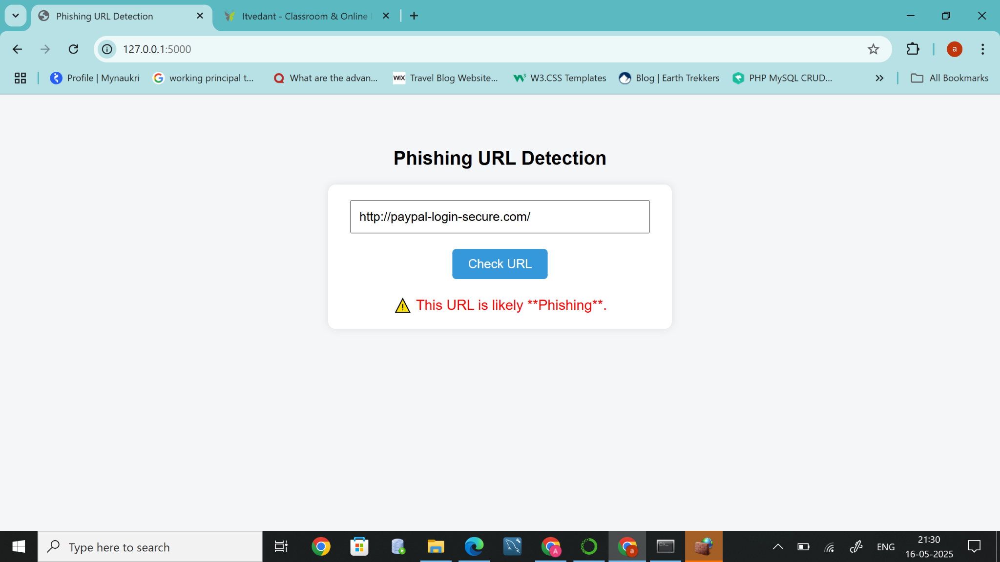 Phishing URL Detection
Itvedant - Classroom & Online
127.0.0.1:5000
a
Profile | Mynaukri
working principal t...
What are the advan...
WIX
Travel Blog Website...
W3.CSS Templates
Blog | Earth Trekkers
PHP MySQL CRUD...
All Bookmarks
Phishing URL Detection
http://paypal-login-secure.com/
Check URL
⚠ This URL is likely **Phishing**.
Type here to search
A
a
ENG
21:30
16-05-2025